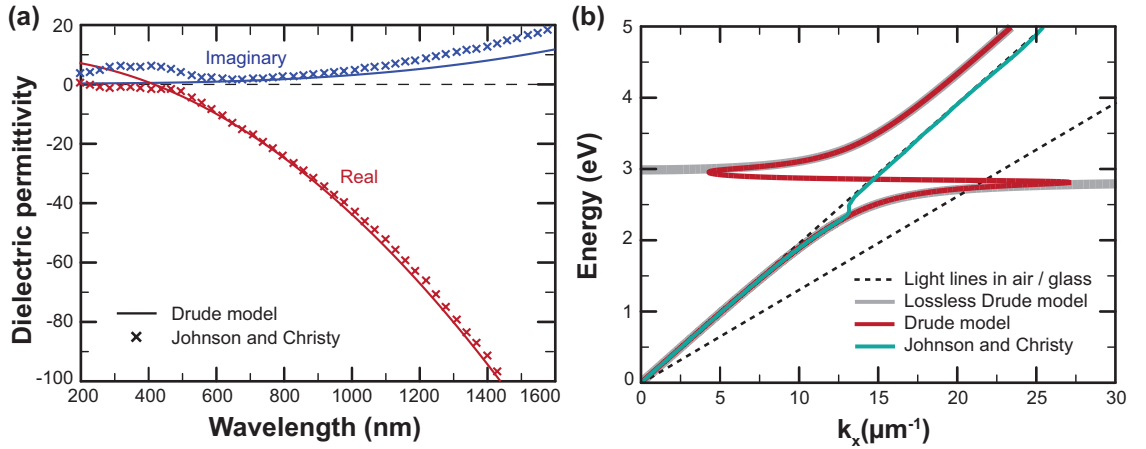 (a)
20
0
-20
-40
-60
-80
-100
Dielectric permittivity
Imaginary
Real
Drude model
Johnson and Christy
200 400 600 800 1000 1200 1400 1600
Wavelength (nm)
(b)
5
4
3
2
1
0
Energy (eV)
Light lines in air / glass
Lossless Drude model
Drude model
Johnson and Christy
0 5 10 15 20 25 30
kₓ(μm⁻¹)